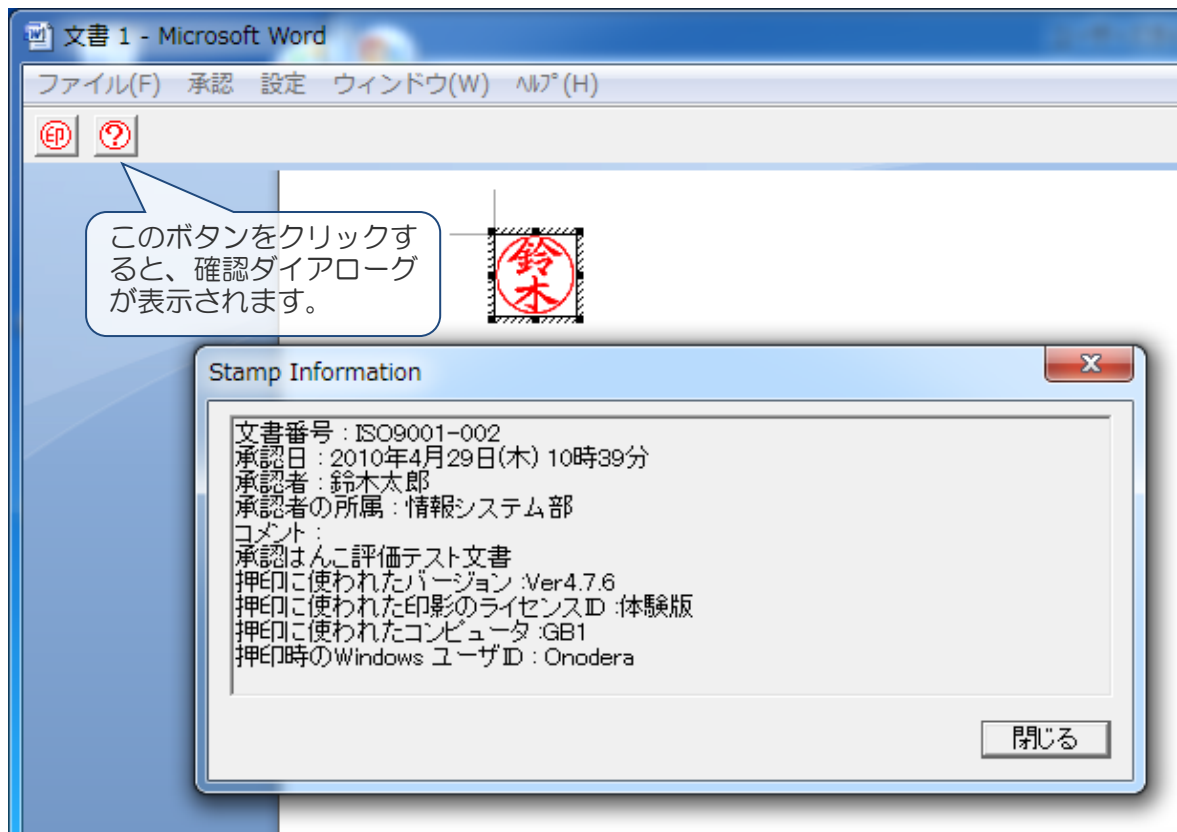 文書 1 - Microsoft Word
ファイル(F) 承認 設定 ウィンドウ(W) ﾍﾙﾌﾟ(H)
印 ?
このボタンをクリックす
ると、確認ダイアローグ
が表示されます。
鈴
木
Stamp Information
文書番号 : ISO9001-002
承認日 : 2010年4月29日(木) 10時39分
承認者 : 鈴木太郎
承認者の所属 : 情報システム部
コメント :
承認はんこ評価テスト文書
押印に使われたバージョン :Ver4.7.6
押印に使われた印影のライセンスID :体験版
押印に使われたコンピュータ :GB1
押印時のWindows ユーザID : Onodera
閉じる